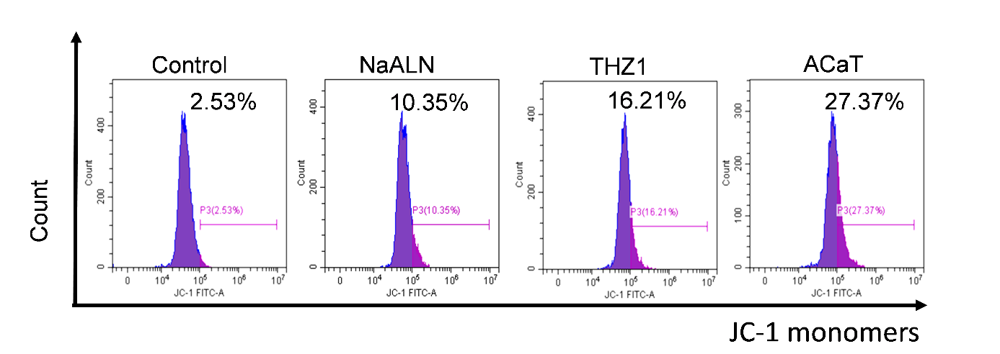 Control
NaALN
THZ1
ACaT
2.53%
10.35%
16.21%
27.37%
Count
400
200
0
P3(2.53%)
0 10^4 10^5 10^6 10^7
JC-1 FITC-A
Count
400
200
0
P3(10.35%)
0 10^4 10^5 10^6 10^7
JC-1 FITC-A
Count
400
200
0
P3(16.21%)
0 10^4 10^5 10^6 10^7
JC-1 FITC-A
Count
300
200
100
0
P3(27.37%)
0 10^4 10^5 10^6 10^7
JC-1 FITC-A
Count
JC-1 monomers